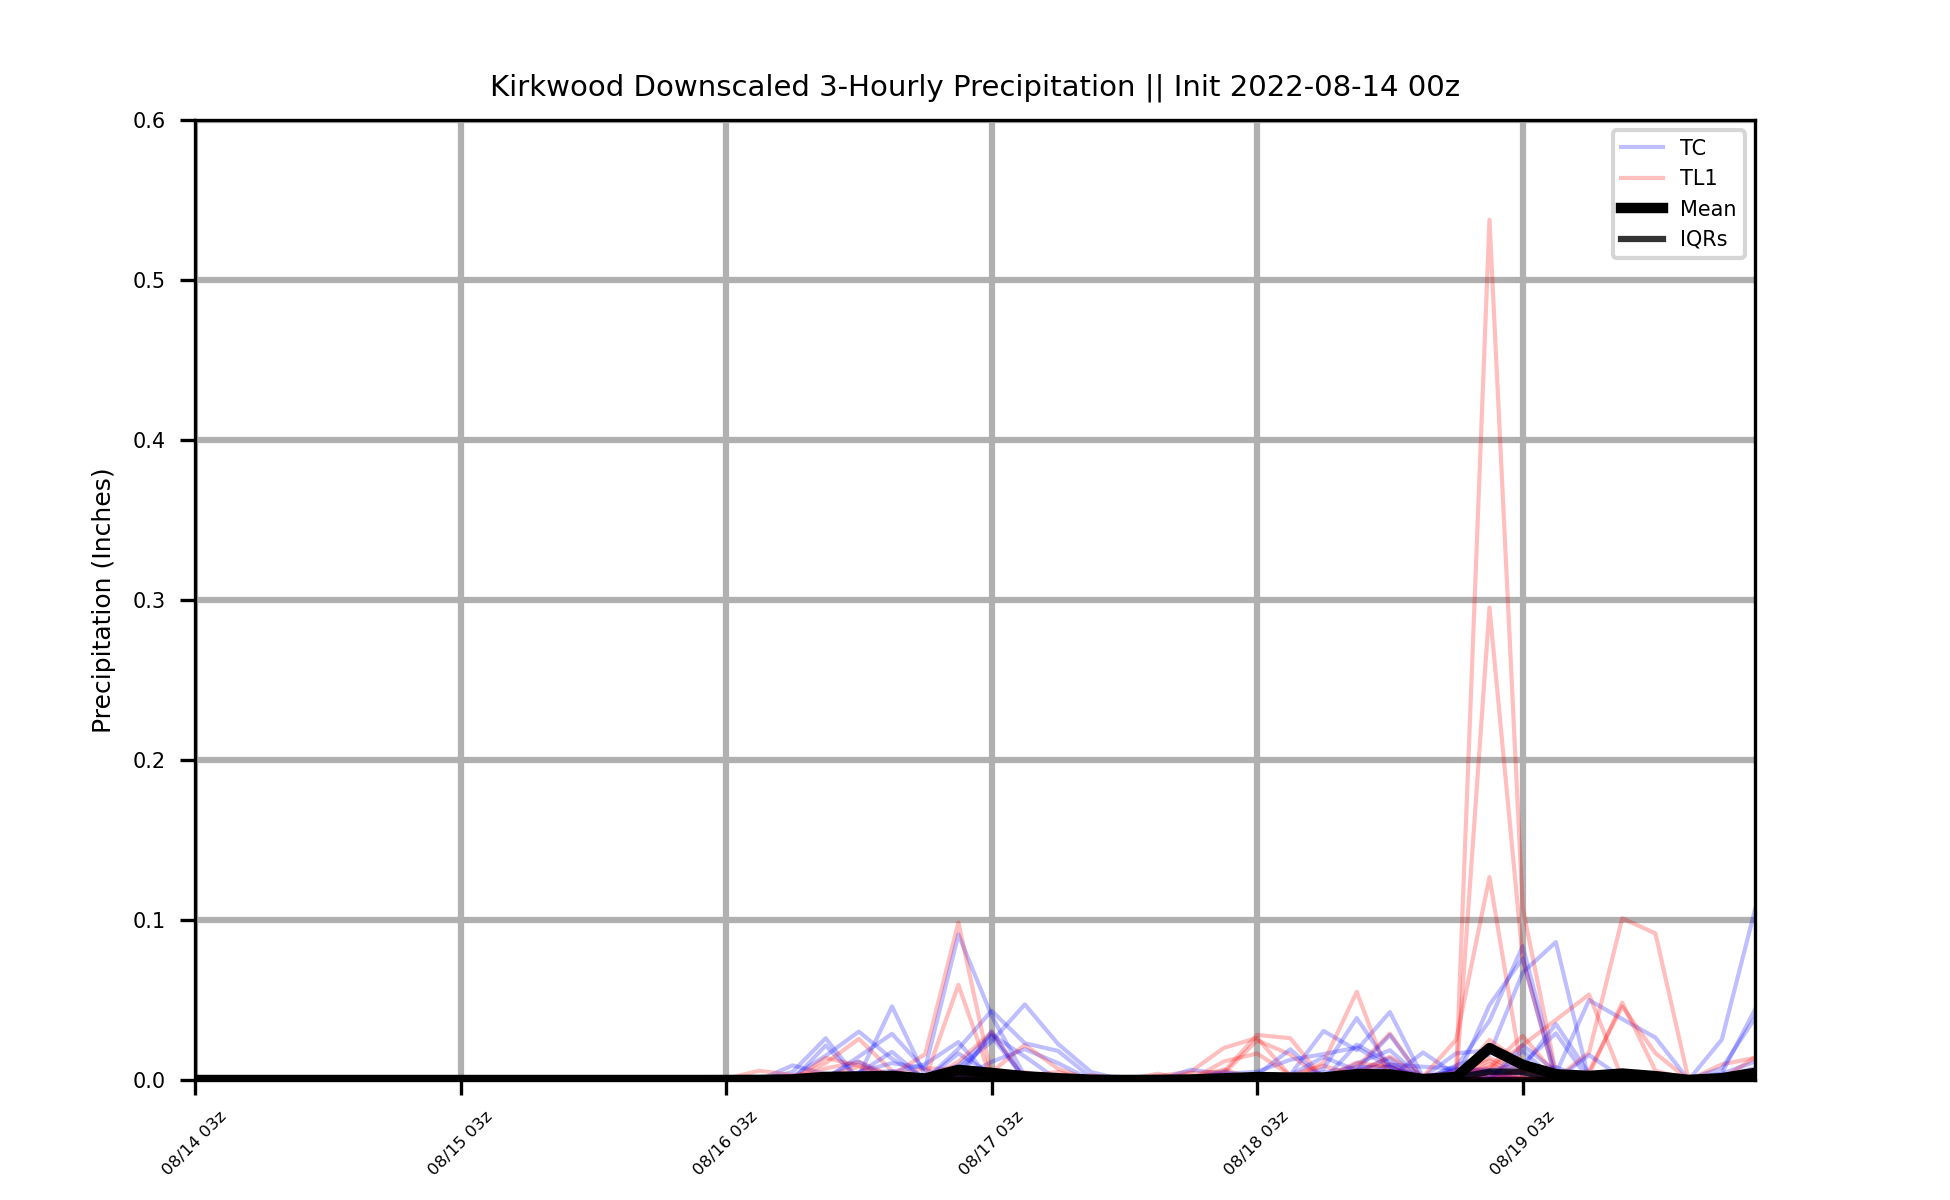 Kirkwood Downscaled 3-Hourly Precipitation || Init 2022-08-14 00z
TC
TL1
Mean
IQRs
Precipitation (Inches)
0.6
0.5
0.4
0.3
0.2
0.1
0.0
08/14 03z
08/15 03z
08/16 03z
08/17 03z
08/18 03z
08/19 03z